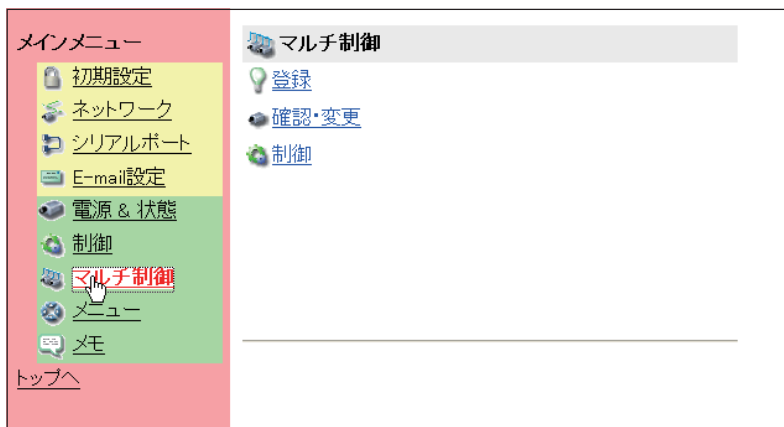 メインメニュー
初期設定
ネットワーク
シリアルポート
E-mail設定
電源 & 状態
制御
マルチ制御
メニュー
メモ
トップへ
マルチ制御
登録
確認・変更
制御